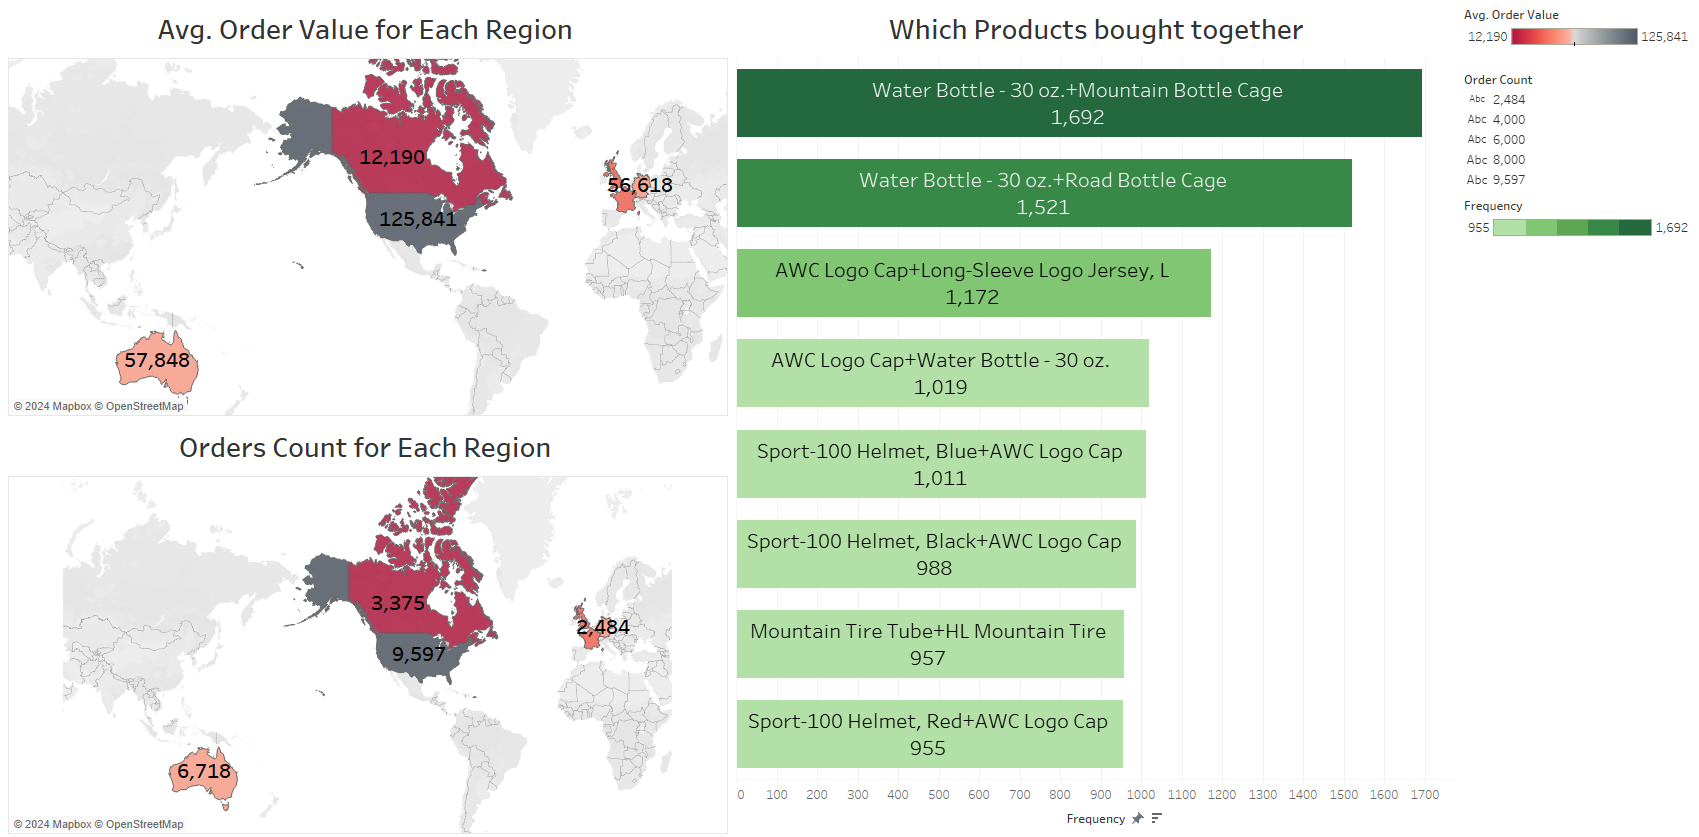 Avg. Order Value for Each Region
12,190
125,841
56,618
57,848
© 2024 Mapbox © OpenStreetMap
Orders Count for Each Region
3,375
9,597
2,484
6,718
© 2024 Mapbox © OpenStreetMap
Which Products bought together
Water Bottle - 30 oz.+Mountain Bottle Cage
1,692
Water Bottle - 30 oz.+Road Bottle Cage
1,521
AWC Logo Cap+Long-Sleeve Logo Jersey, L
1,172
AWC Logo Cap+Water Bottle - 30 oz.
1,019
Sport-100 Helmet, Blue+AWC Logo Cap
1,011
Sport-100 Helmet, Black+AWC Logo Cap
988
Mountain Tire Tube+HL Mountain Tire
957
Sport-100 Helmet, Red+AWC Logo Cap
955
0 100 200 300 400 500 600 700 800 900 1000 1100 1200 1300 1400 1500 1600 1700
Frequency
Avg. Order Value
12,190 125,841
Order Count
Abc 2,484
Abc 4,000
Abc 6,000
Abc 8,000
Abc 9,597
Frequency
955 1,692